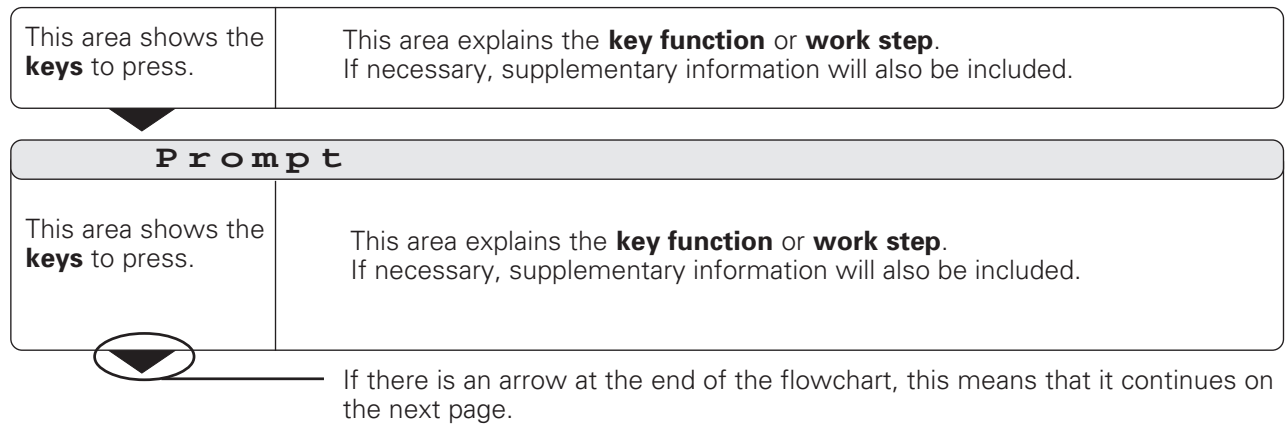 This area shows the
keys to press.
This area explains the key function or work step.
If necessary, supplementary information will also be included.
Prompt
This area shows the
keys to press.
This area explains the key function or work step.
If necessary, supplementary information will also be included.
If there is an arrow at the end of the flowchart, this means that it continues on
the next page.